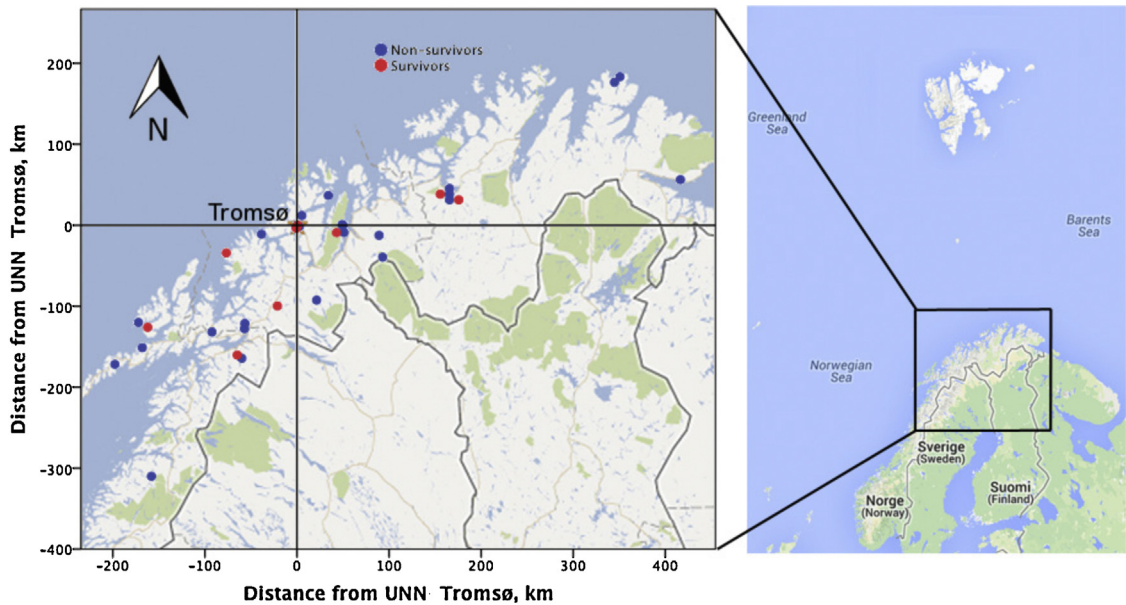 Non-survivors
Survivors
N
Tromsø
200
100
0
-100
-200
-300
-400
-200
-100
0
100
200
300
400
Distance from UNN Tromsø, km
Distance from UNN Tromsø, km
Greenland
Sea
Barents
Sea
Norwegian
Sea
Sverige
(Sweden)
Suomi
(Finland)
Norge
(Norway)